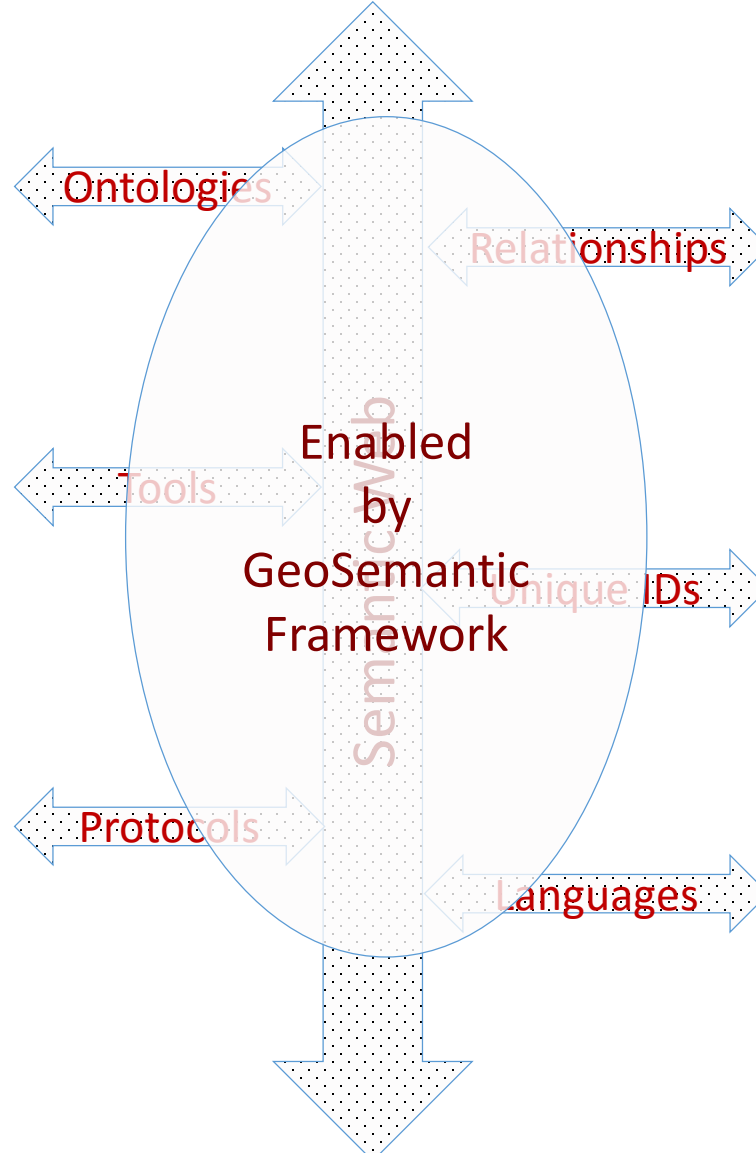 Ontologies
Relationships
Semantic Web
Enabled
by
GeoSemantic
Framework
Tools
Unique IDs
Protocols
Languages